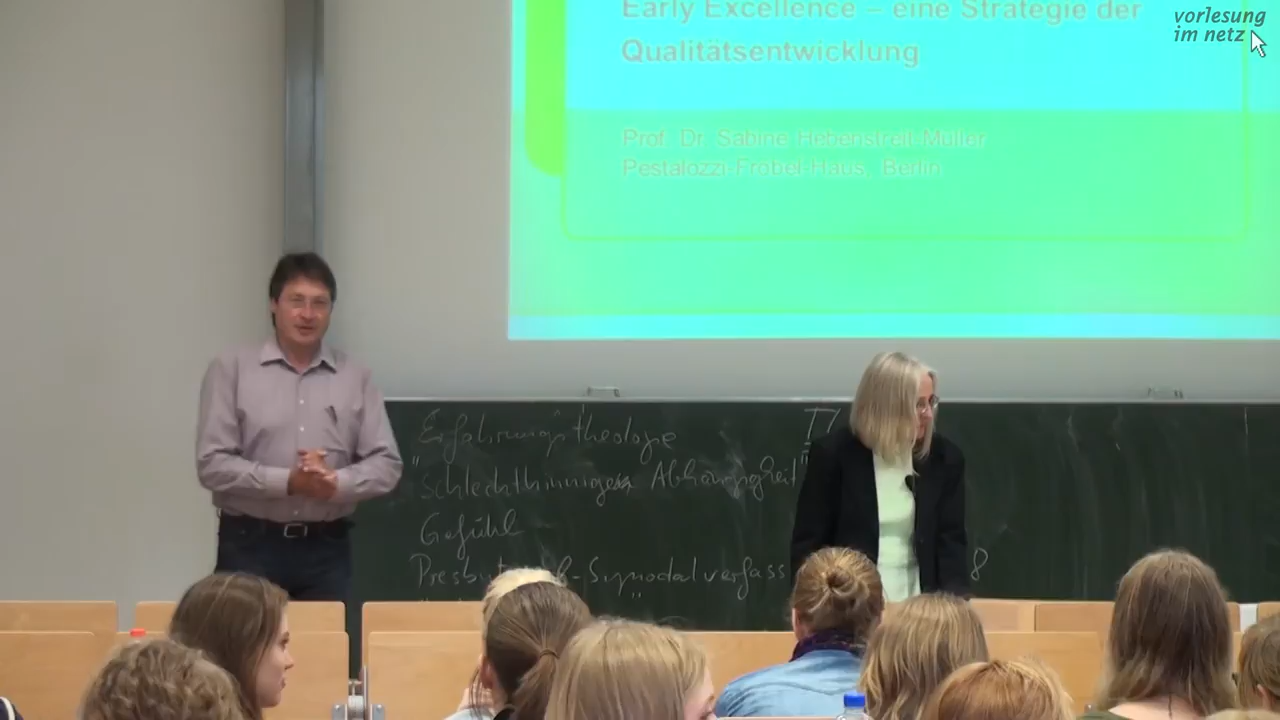 vorlesung
im netz
Early Excellence – eine Strategie der
Qualitätsentwicklung
Prof. Dr. Sabine Hebenstreit-Müller
Pestalozzi-Fröbel-Haus, Berlin
Erfahrungstheologie
"schlechthinnigen Abhängigkeit"
Gefühl
8